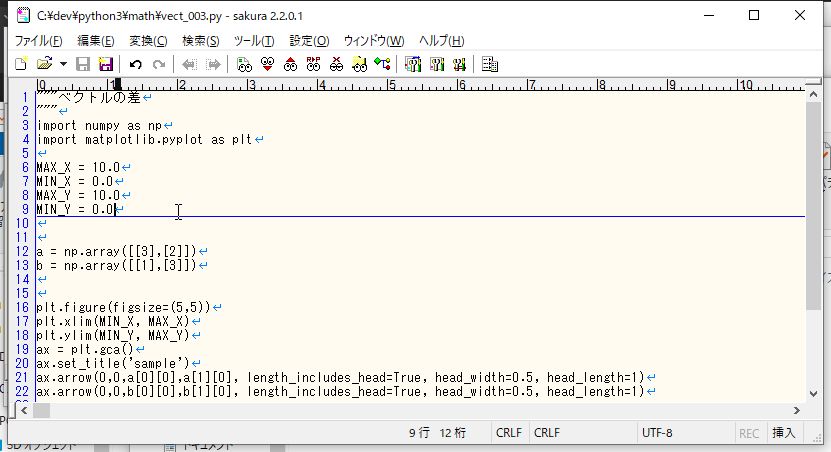 C:¥dev¥python3¥math¥vect_003.py - sakura 2.2.0.1
ファイル(F) 編集(E) 変換(C) 検索(S) ツール(T) 設定(O) ウィンドウ(W) ヘルプ(H)
0 1 2 3 4 5 6 7 8 9 10
1 """ベクトルの差
2 """
3 import numpy as np
4 import matplotlib.pyplot as plt
5
6 MAX_X = 10.0
7 MIN_X = 0.0
8 MAX_Y = 10.0
9 MIN_Y = 0.0
10
11
12 a = np.array([[3],[2]])
13 b = np.array([[1],[3]])
14
15
16 plt.figure(figsize=(5,5))
17 plt.xlim(MIN_X, MAX_X)
18 plt.ylim(MIN_Y, MAX_Y)
19 ax = plt.gca()
20 ax.set_title('sample')
21 ax.arrow(0,0,a[0][0],a[1][0], length_includes_head=True, head_width=0.5, head_length=1)
22 ax.arrow(0,0,b[0][0],b[1][0], length_includes_head=True, head_width=0.5, head_length=1)
9 行 12 桁 CRLF CRLF UTF-8 REC 挿入